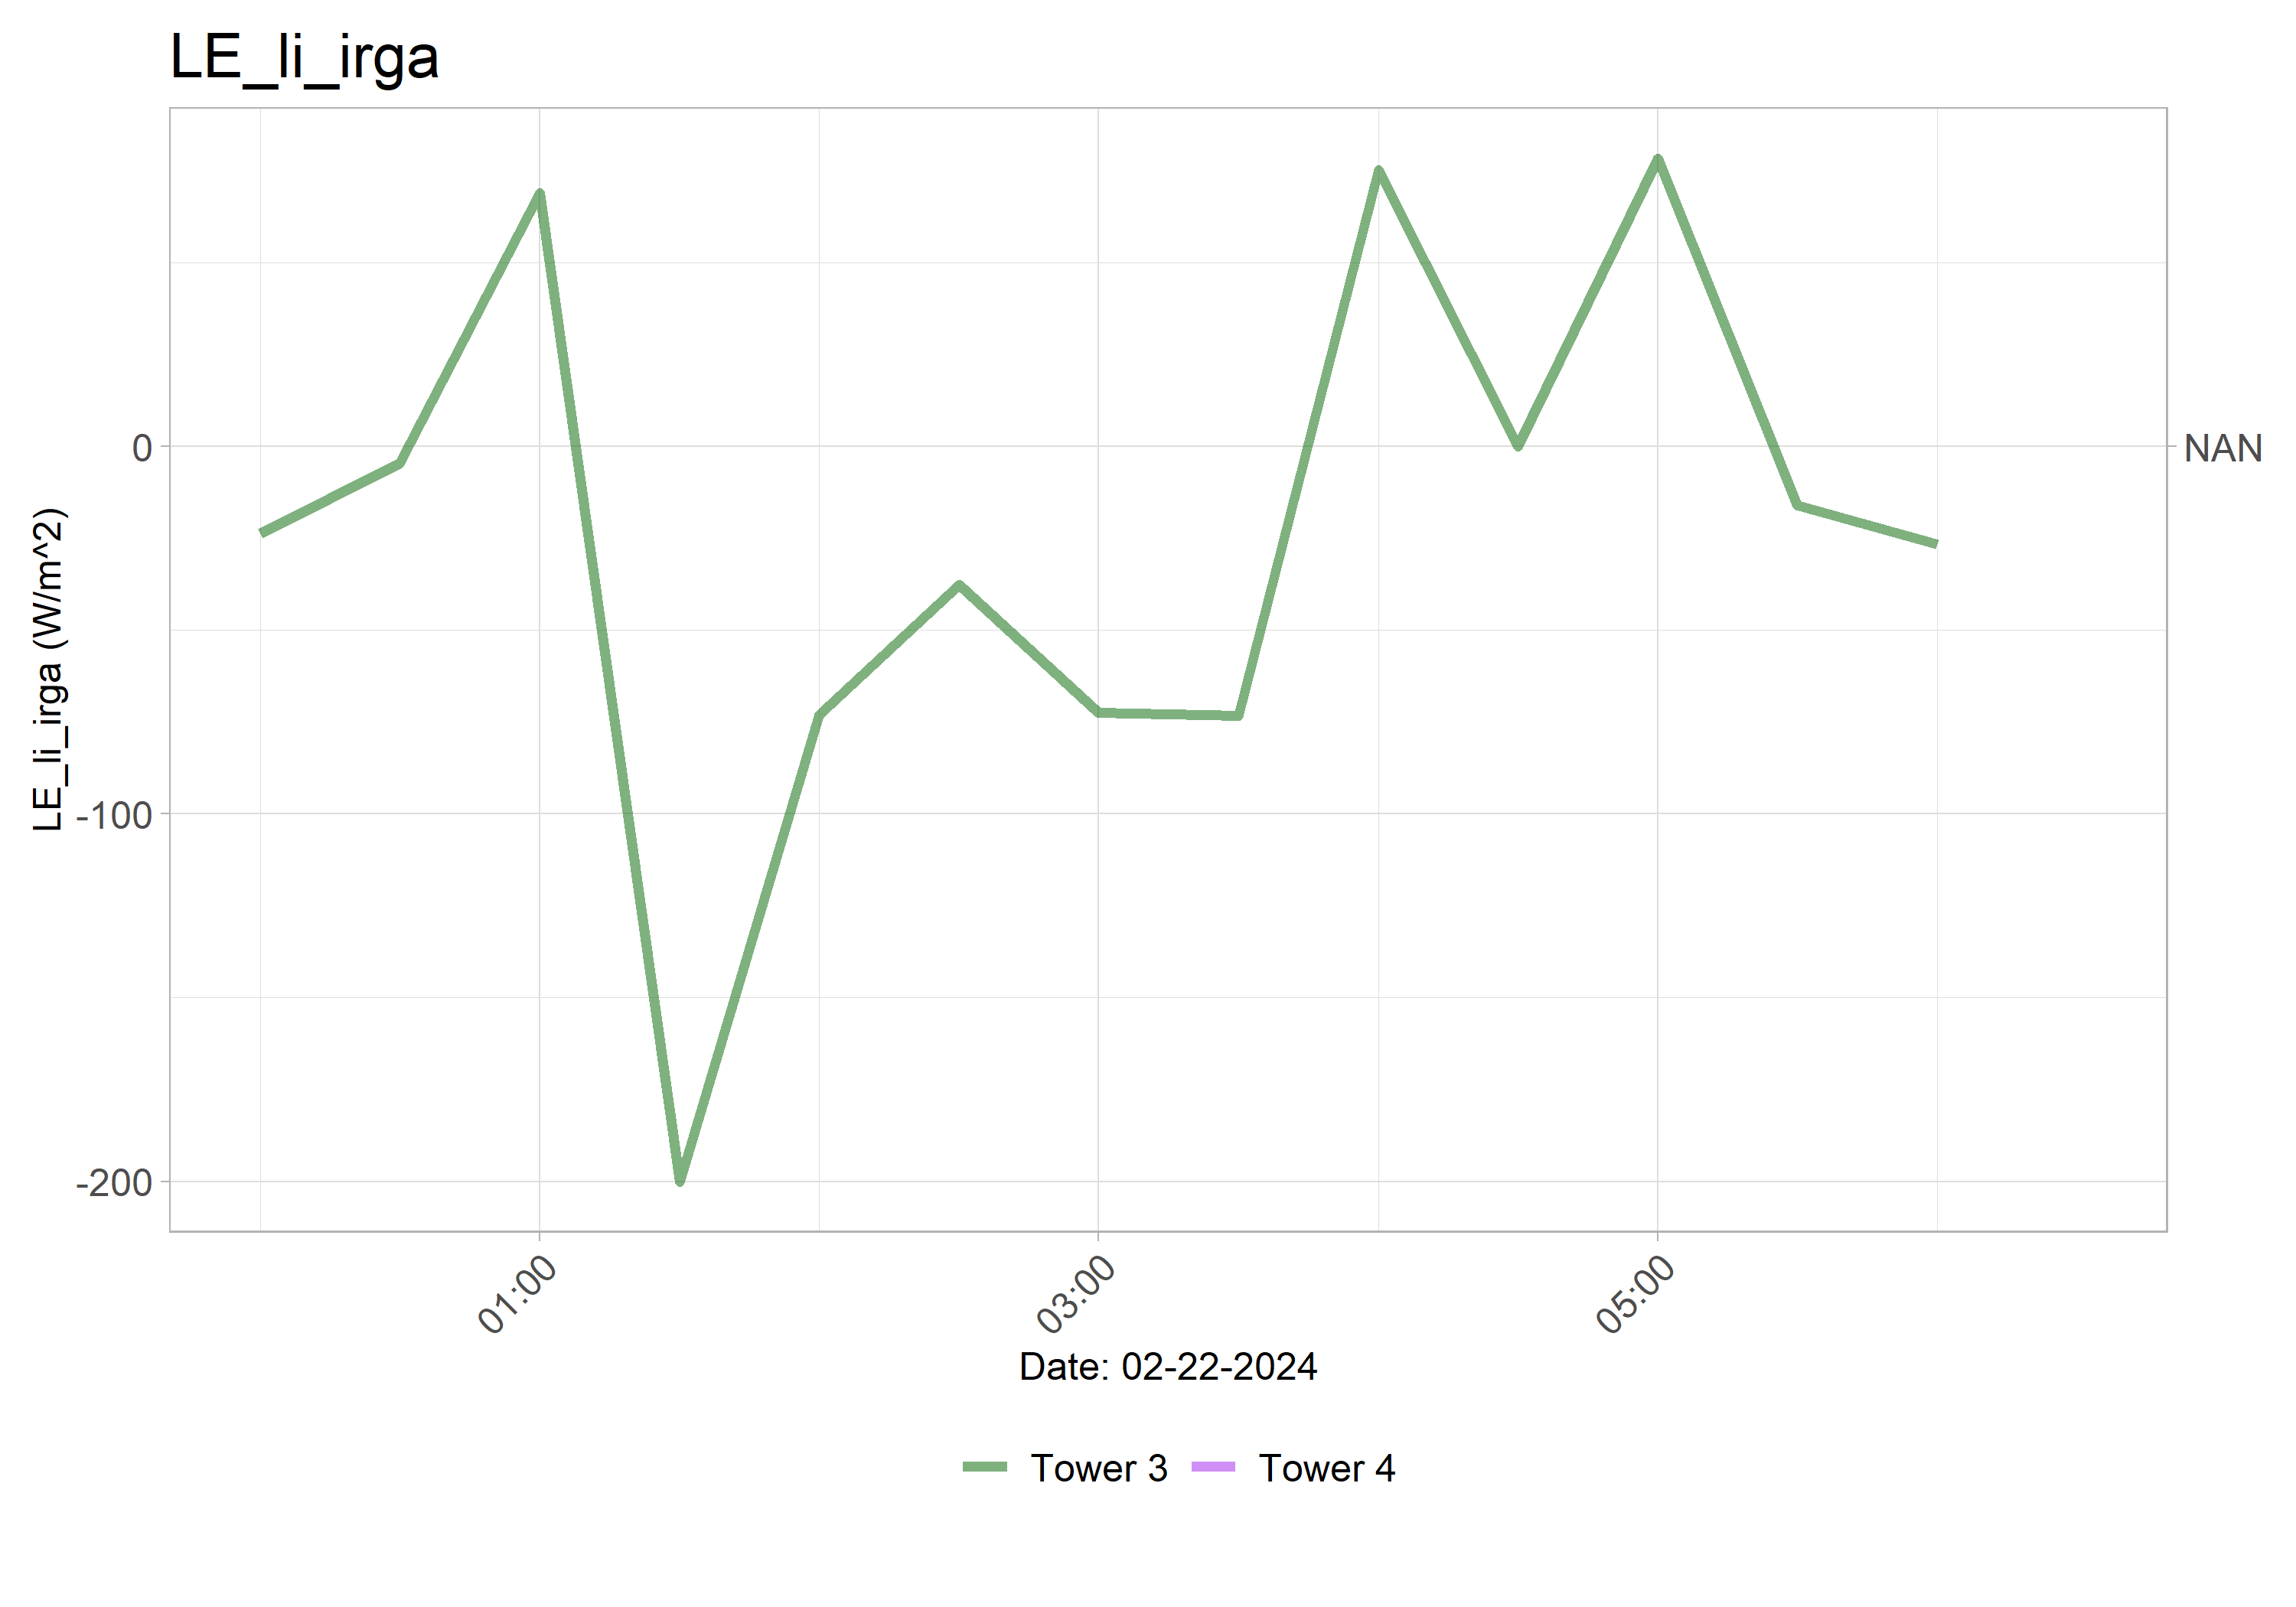 LE_li_irga
LE_li_irga (W/m^2)
0
-100
-200
NAN
01:00
03:00
05:00
Date: 02-22-2024
Tower 3
Tower 4